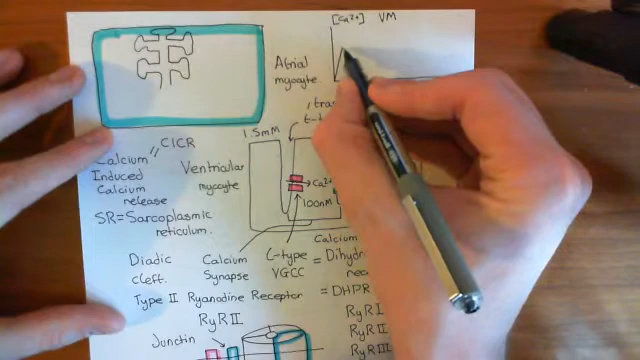 [Ca2+] VM
Atrial
myocyte
(tran
t-t
1.5mM
CICR
Calcium
Induced
Calcium
release
Ventricular
myocyte
Ca2+
100nM
SR = Sarcoplasmic
reticulum.
Calcium
Diadic
cleft.
Calcium
Synapse
L-type
VGCC
= Dihydr
Type II Ryanodine Receptor
= DHPR
RyR II
RyR I
RyR II
RyR III
Junctin